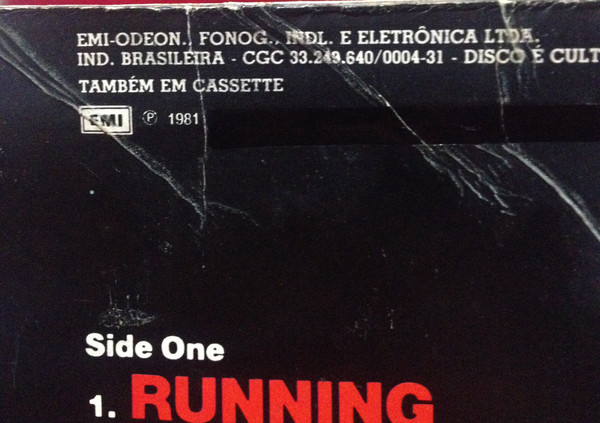 EMI-ODEON., FONOG., INDL. E ELETRÔNICA LTDA.
IND. BRASILEIRA - CGC 33.249.640/0004-31 - DISCO É CULT
TAMBÉM EM CASSETTE
EMI ℗ 1981
Side One
1. RUNNING